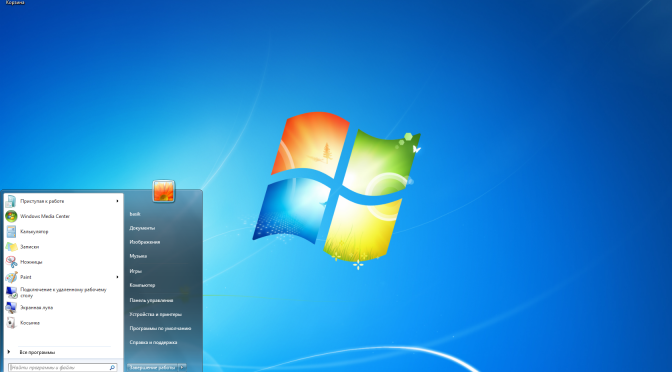 Корзина
Приступая к работе
Windows Media Center
Калькулятор
Записки
Ножницы
Paint
Подключение к удаленному рабочему
столу
Экранная лупа
Косынка
Все программы
Найти программы и файлы
Документы
Изображения
Музыка
Игры
Компьютер
Панель управления
Устройства и принтеры
Программы по умолчанию
Справка и поддержка
Завершение работы